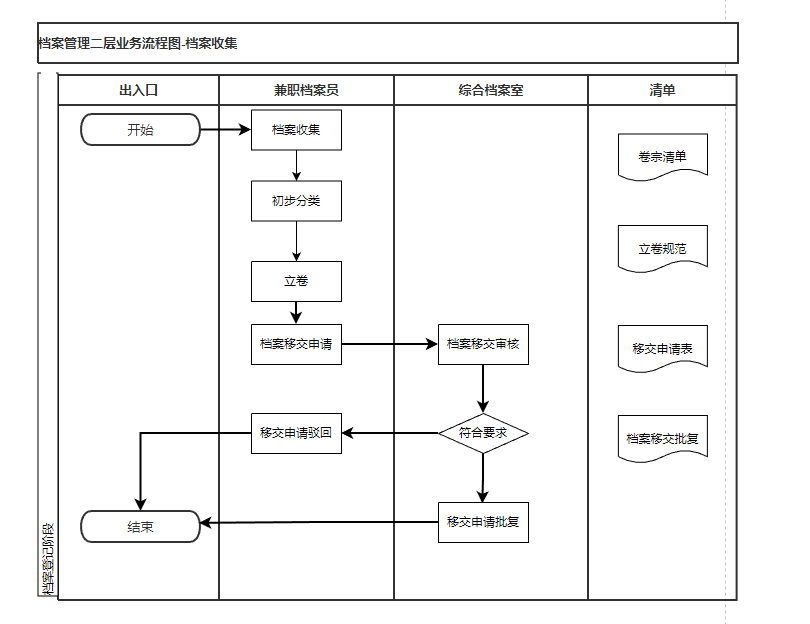 档案管理二层业务流程图-档案收集
出入口
兼职档案员
综合档案室
清单
开始
档案收集
卷宗清单
初步分类
立卷规范
立卷
档案移交申请
档案移交审核
移交申请表
移交申请驳回
符合要求
档案移交批复
结束
移交申请批复
档案登记阶段